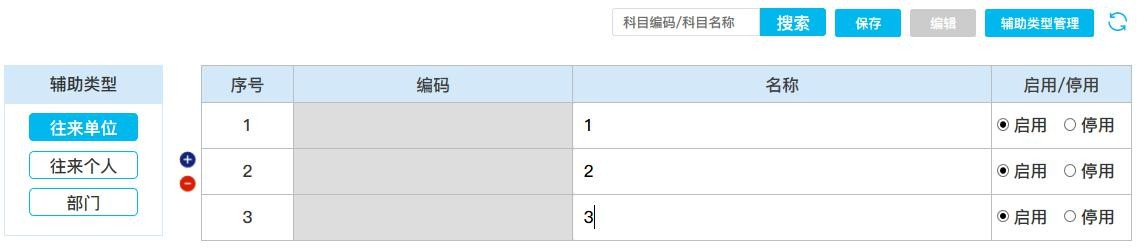 科目编码/科目名称 搜索 保存 编辑 辅助类型管理
辅助类型
往来单位
往来个人
部门
序号 编码 名称 启用/停用
1 1 启用 停用
2 2 启用 停用
3 3 启用 停用